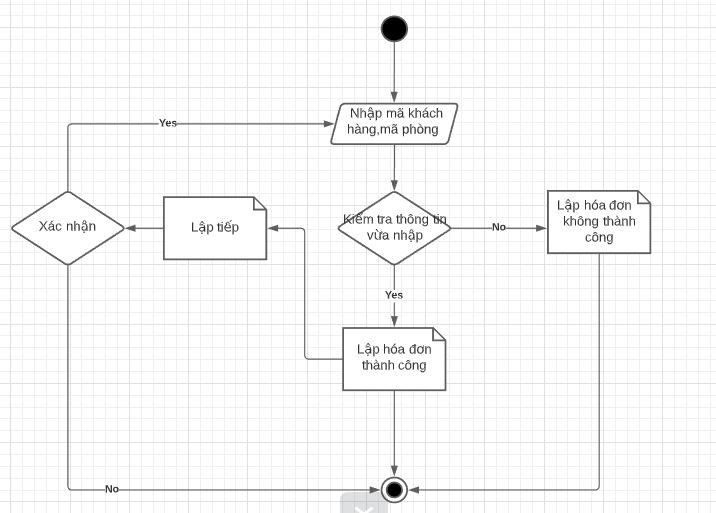 Nhập mã khách
hàng,mã phòng
Yes
Xác nhận
Lập tiếp
Kiểm tra thông tin
vừa nhập
No
Lập hóa đơn
không thành
công
Yes
Lập hóa đơn
thành công
No